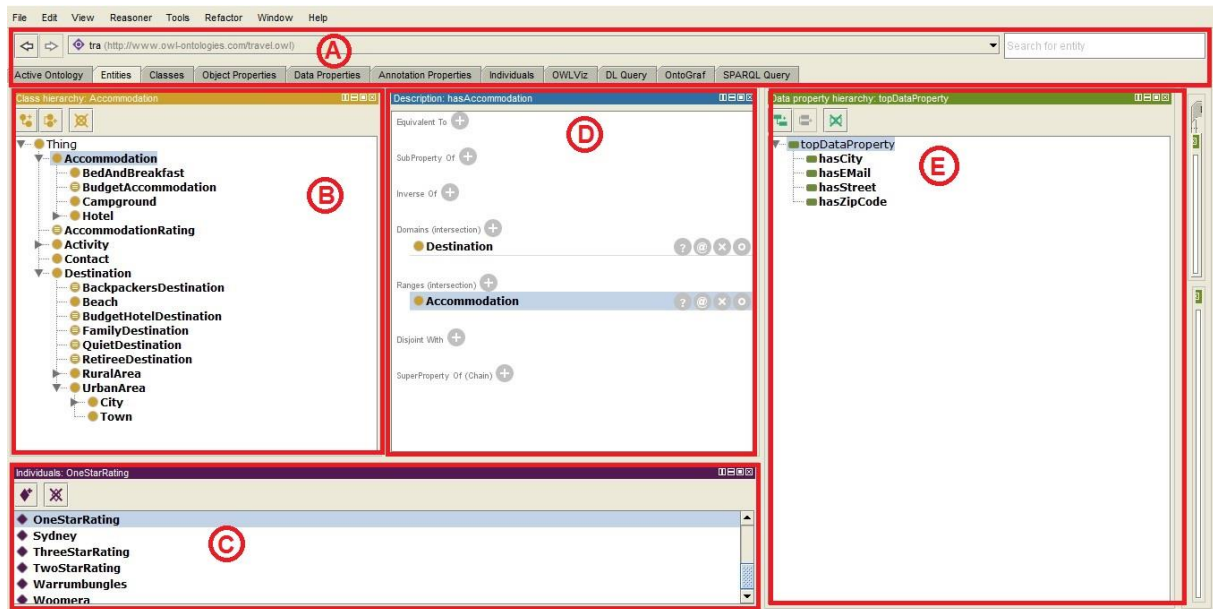 File Edit View Reasoner Tools Refactor Window Help
tra (http://www.owl-ontologies.com/travel.owl)
Search for entity
A
Active Ontology Entities Classes Object Properties Data Properties Annotation Properties Individuals OWLViz DL Query OntoGraf SPARQL Query
Class hierarchy: Accommodation
Thing
Accommodation
BedAndBreakfast
BudgetAccommodation
Campground
Hotel
AccommodationRating
Activity
Contact
Destination
BackpackersDestination
Beach
BudgetHotelDestination
FamilyDestination
QuietDestination
RetireeDestination
RuralArea
UrbanArea
City
Town
B
Description: hasAccommodation
Equivalent To
SubProperty Of
Inverse Of
Domains (intersection)
Destination
Ranges (intersection)
Accommodation
Disjoint With
SuperProperty Of (Chain)
D
Data property hierarchy: topDataProperty
topDataProperty
hasCity
hasEMail
hasStreet
hasZipCode
E
Individuals: OneStarRating
OneStarRating
Sydney
ThreeStarRating
TwoStarRating
Warrumbungles
Woomera
C